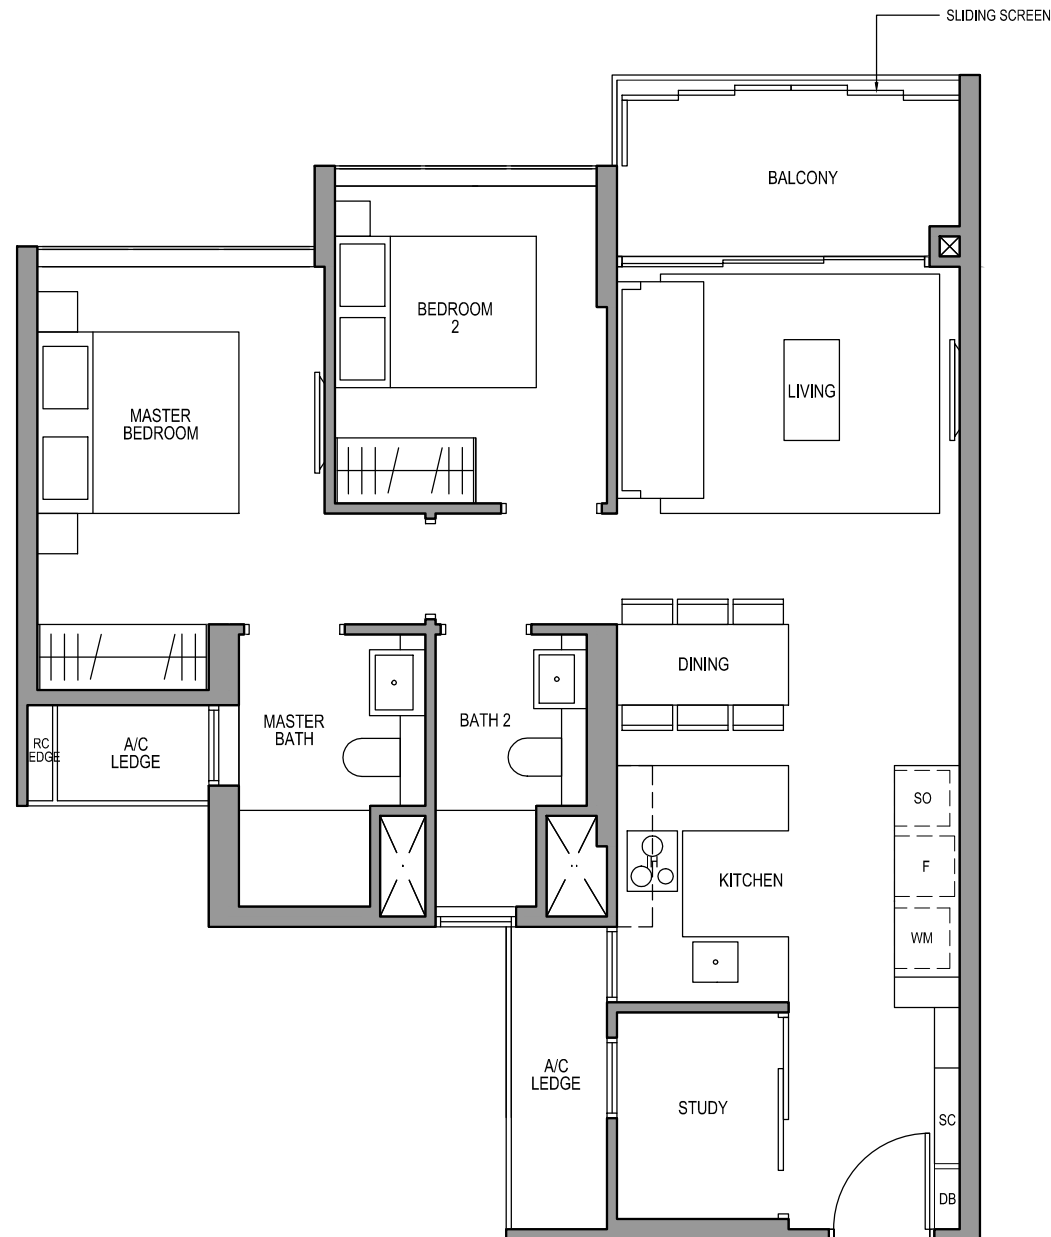 SLIDING SCREEN
BALCONY
BEDROOM
2
LIVING
MASTER
BEDROOM
DINING
MASTER
BATH
BATH 2
RC
EDGE
A/C
LEDGE
SO
F
H
KITCHEN
WM
A/C
LEDGE
STUDY
SC
DB